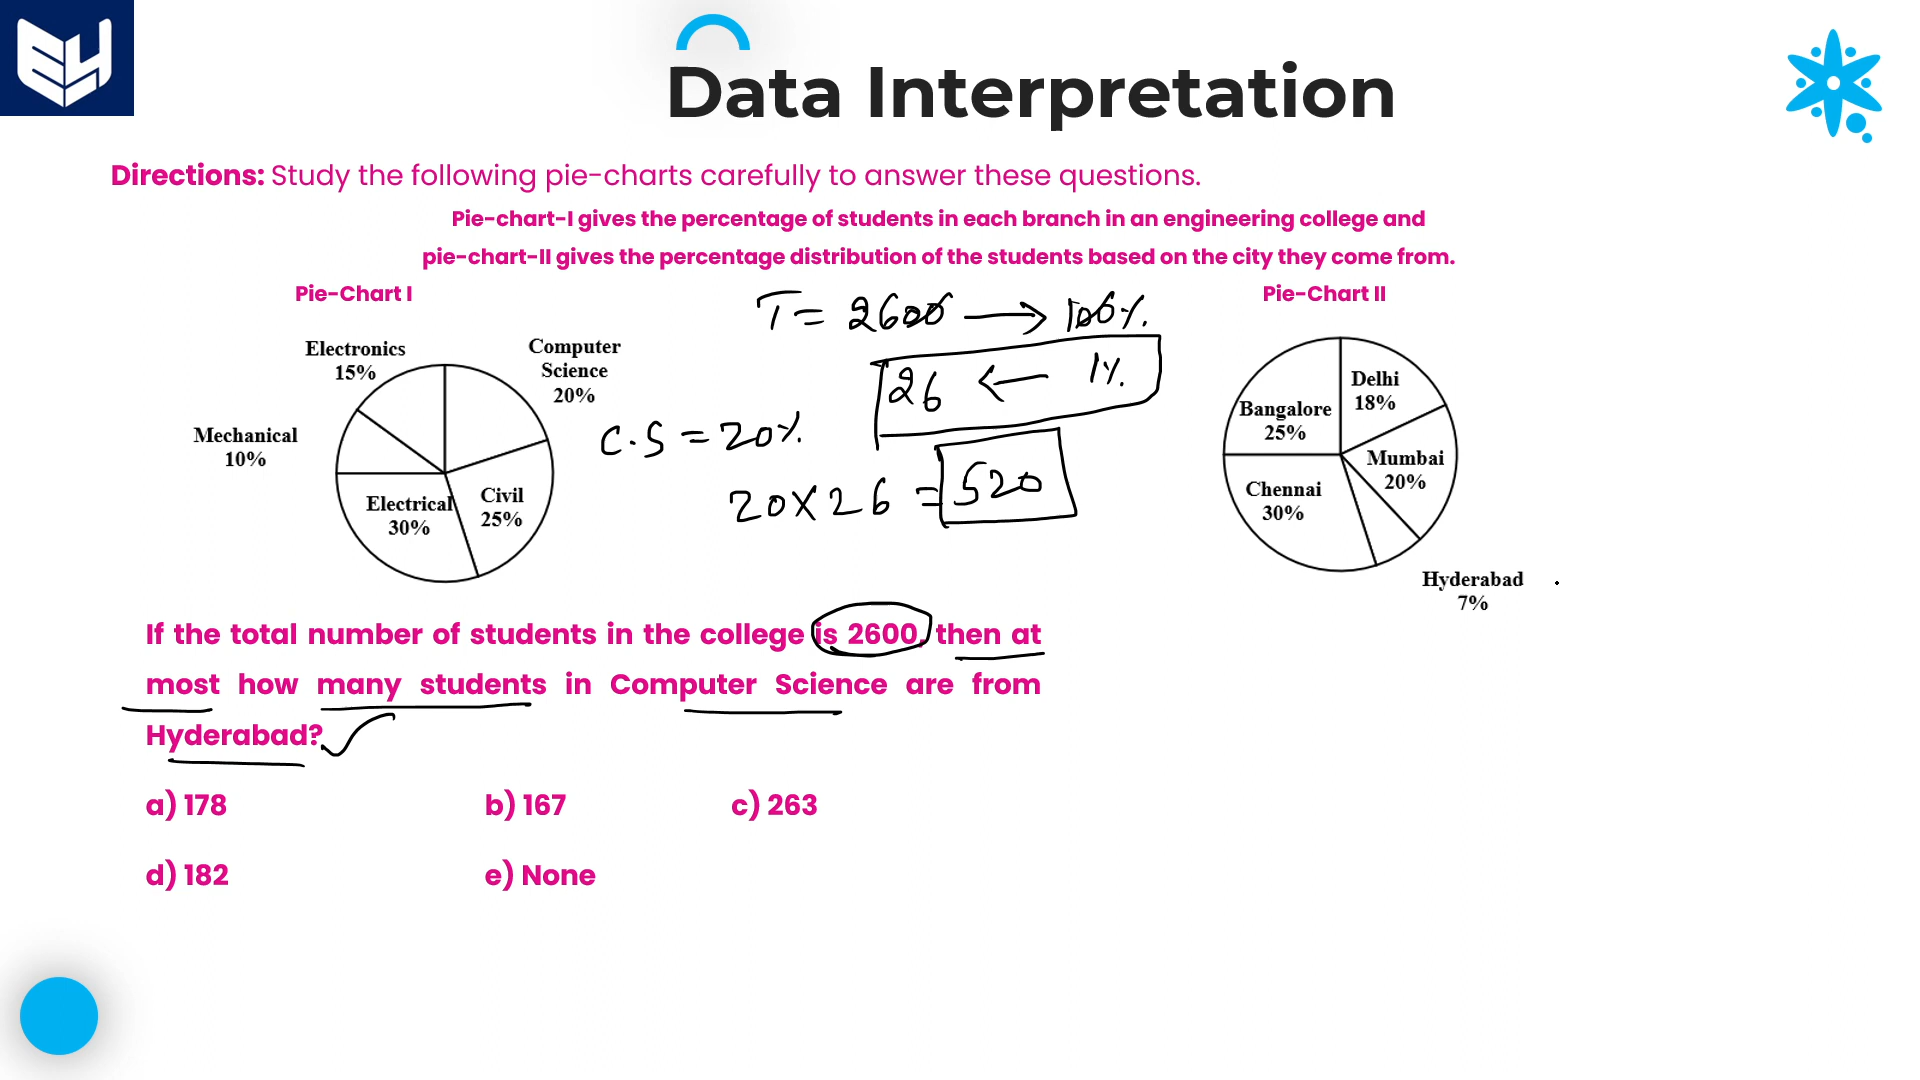 EY
Data Interpretation
Directions: Study the following pie-charts carefully to answer these questions.
Pie-chart-I gives the percentage of students in each branch in an engineering college and
pie-chart-II gives the percentage distribution of the students based on the city they come from.
Pie-Chart I
Electronics
15%
Computer
Science
20%
Mechanical
10%
Electrical
30%
Civil
25%
T = 2600 → 100%
26 ← 1%
C.S = 20%
20 X 26 = 520
Pie-Chart II
Delhi
18%
Bangalore
25%
Mumbai
20%
Chennai
30%
Hyderabad
7%
If the total number of students in the college is 2600, then at
most how many students in Computer Science are from
Hyderabad?
a) 178 b) 167 c) 263
d) 182 e) None